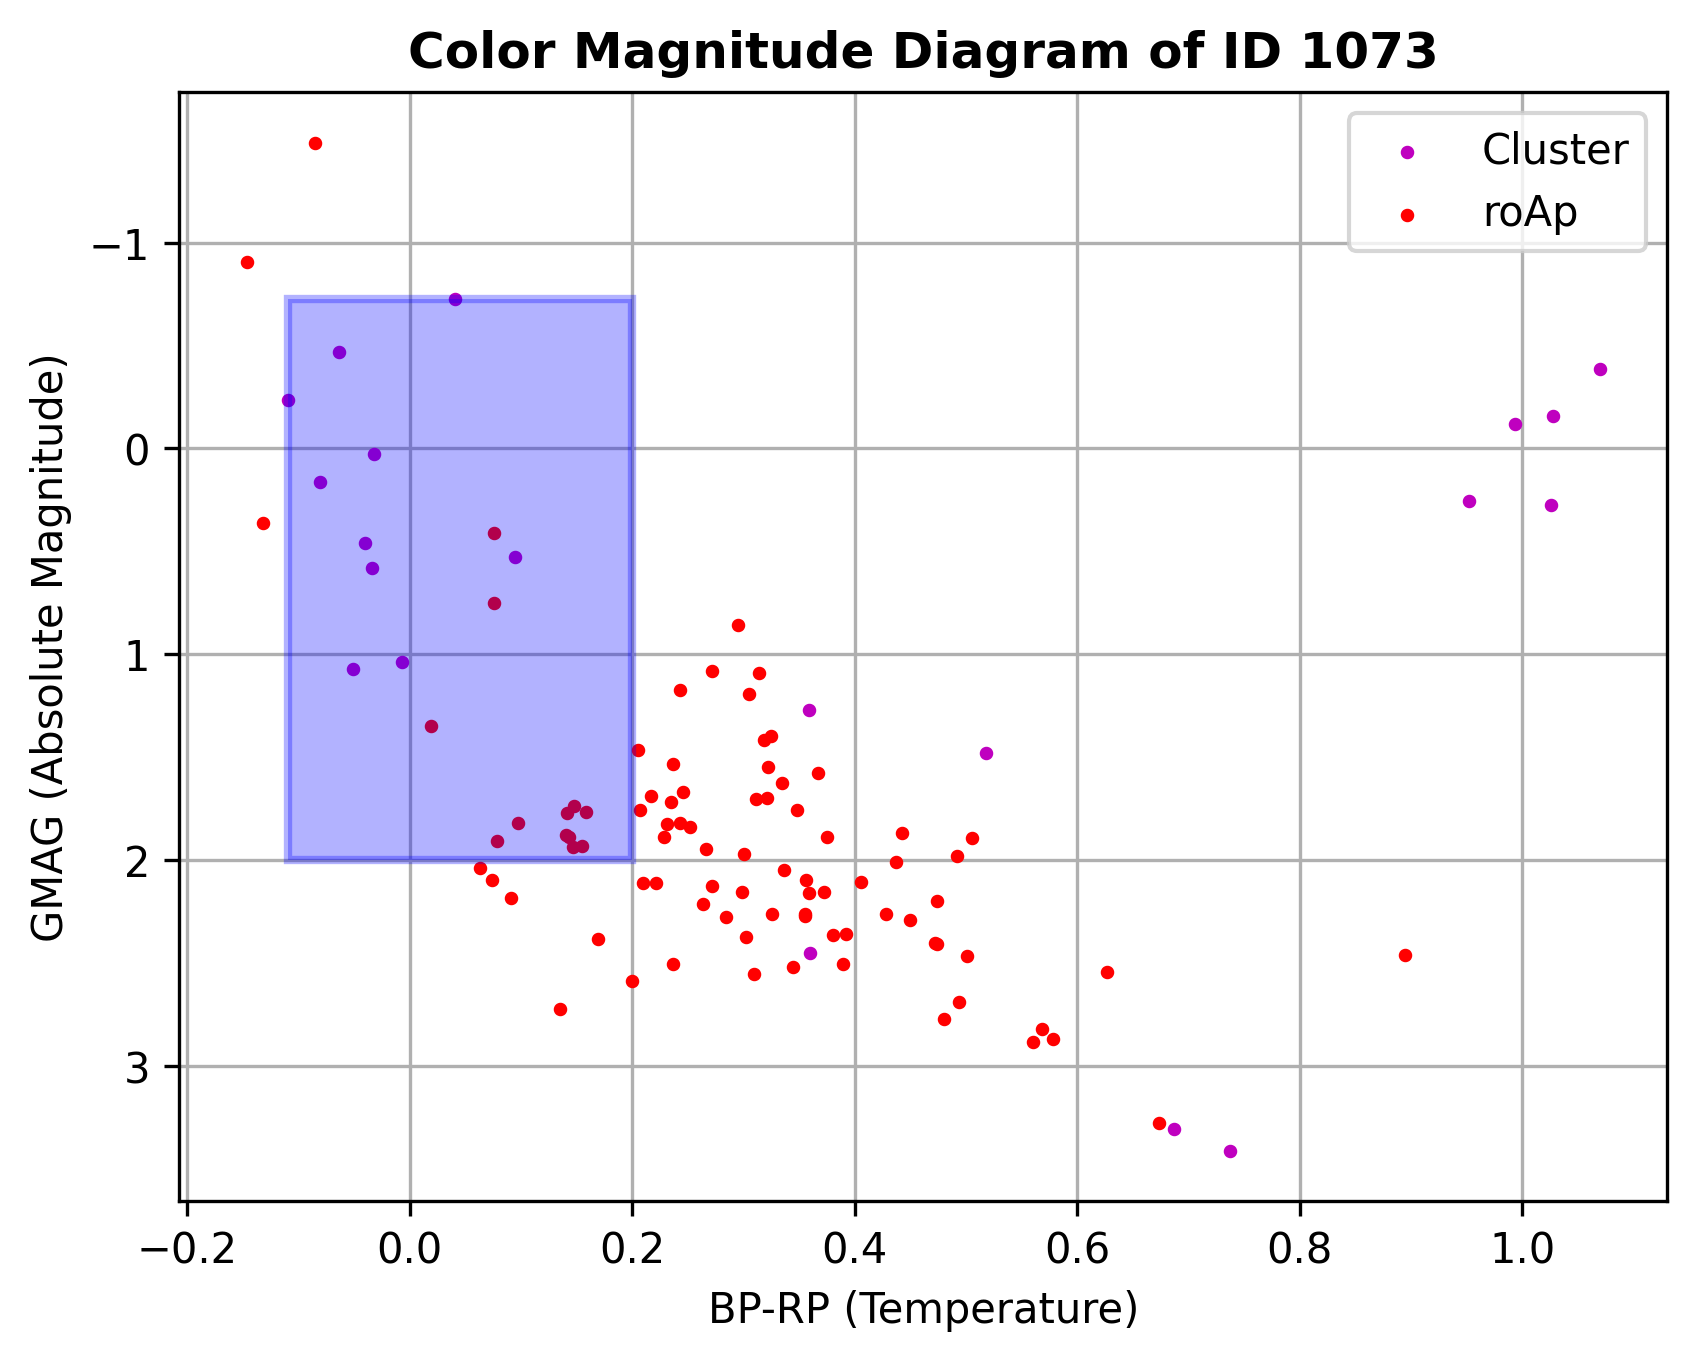 Color Magnitude Diagram of ID 1073
Cluster
roAp
−1
0
1
2
3
GMAG (Absolute Magnitude)
−0.2 0.0 0.2 0.4 0.6 0.8 1.0
BP-RP (Temperature)